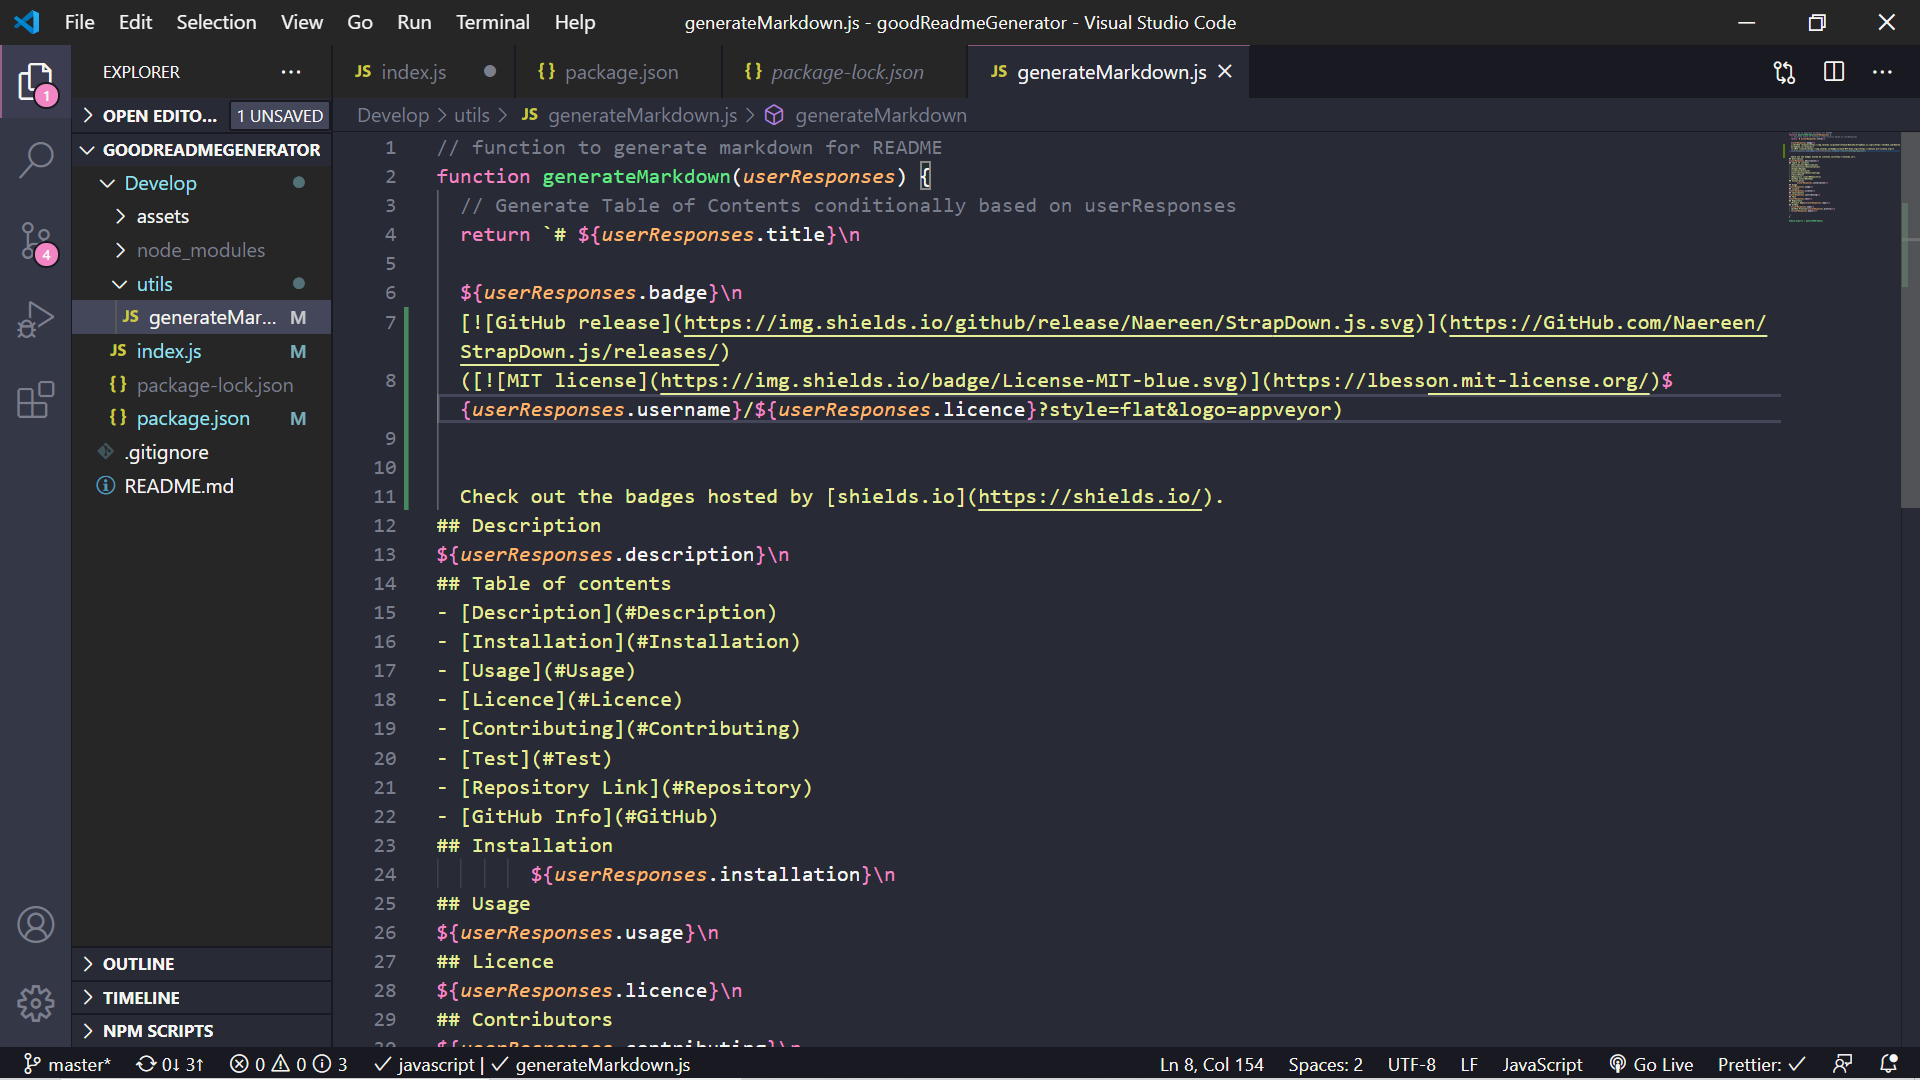 File Edit Selection View Go Run Terminal Help generateMarkdown.js - goodReadmeGenerator - Visual Studio Code
EXPLORER
JS index.js
{} package.json
{} package-lock.json
JS generateMarkdown.js
1
OPEN EDITO... 1 UNSAVED
GOODREADMEGENERATOR
Develop
assets
node_modules
utils
JS generateMar... M
JS index.js M
{} package-lock.json
{} package.json M
.gitignore
README.md
4
OUTLINE
TIMELINE
NPM SCRIPTS
Develop > utils > JS generateMarkdown.js > generateMarkdown
1 // function to generate markdown for README
2 function generateMarkdown(userResponses) {
3 // Generate Table of Contents conditionally based on userResponses
4 return `# ${userResponses.title}\n
5
6 ${userResponses.badge}\n
7 [![GitHub release](https://img.shields.io/github/release/Naereen/StrapDown.js.svg)](https://GitHub.com/Naereen/
StrapDown.js/releases/)
8 ([![MIT license](https://img.shields.io/badge/License-MIT-blue.svg)](https://lbesson.mit-license.org/)$
{userResponses.username}/${userResponses.licence}?style=flat&logo=appveyor)
9
10
11 Check out the badges hosted by [shields.io](https://shields.io/).
12 ## Description
13 ${userResponses.description}\n
14 ## Table of contents
15 - [Description](#Description)
16 - [Installation](#Installation)
17 - [Usage](#Usage)
18 - [Licence](#Licence)
19 - [Contributing](#Contributing)
20 - [Test](#Test)
21 - [Repository Link](#Repository)
22 - [GitHub Info](#GitHub)
23 ## Installation
24 ${userResponses.installation}\n
25 ## Usage
26 ${userResponses.usage}\n
27 ## Licence
28 ${userResponses.licence}\n
29 ## Contributors
30 ${userResponses.contributing}\n
master* 0↓ 3↑ 0 0 3 javascript | generateMarkdown.js Ln 8, Col 154 Spaces: 2 UTF-8 LF JavaScript Go Live Prettier: